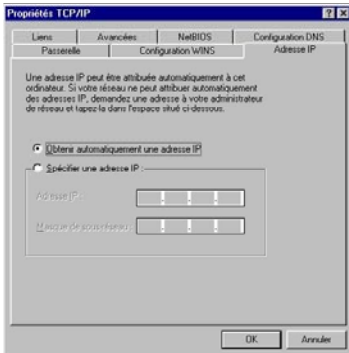 Propriétés TCP/IP
Liens Avancées NetBIOS Configuration DNS
Passerelle Configuration WINS Adresse IP
Une adresse IP peut être attribuée automatiquement à cet
ordinateur. Si votre réseau ne peut attribuer automatiquement
des adresses IP, demandez une adresse à votre administrateur
de réseau et tapez-la dans l'espace situé ci-dessous.
Obtenir automatiquement une adresse IP
Spécifier une adresse IP :
Adresse IP :
Masque de sous-réseau :
OK Annuler